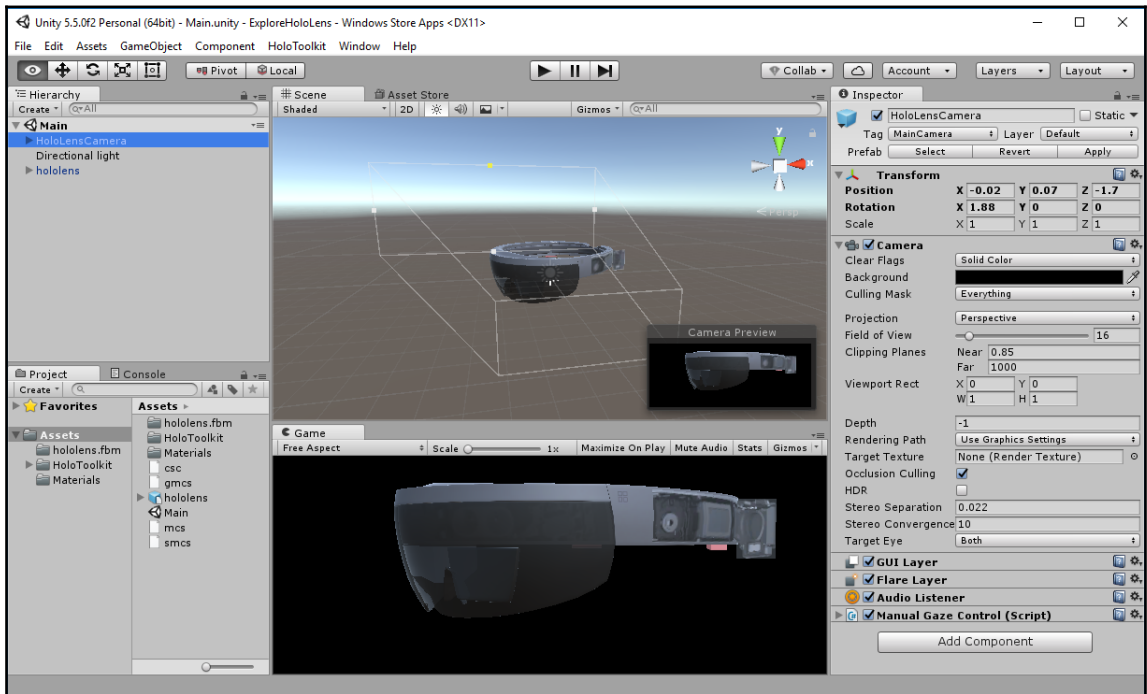 Unity 5.5.0f2 Personal (64bit) - Main.unity - ExploreHoloLens - Windows Store Apps <DX11>
File Edit Assets GameObject Component HoloToolkit Window Help
Pivot Local Collab Account Layers Layout
Hierarchy
Create All
Main
HoloLensCamera
Directional light
hololens
Project Console
Create
Favorites
Assets
hololens.fbm
HoloToolkit
Materials
Assets
hololens.fbm
HoloToolkit
Materials
csc
gmcs
hololens
Main
mcs
smcs
Scene Asset Store
Shaded 2D Gizmos All
y
x
Persp
Camera Preview
Game
Free Aspect Scale 1x Maximize On Play Mute Audio Stats Gizmos
Inspector
HoloLensCamera Static
Tag MainCamera Layer Default
Prefab Select Revert Apply
Transform
Position X -0.02 Y 0.07 Z -1.7
Rotation X 1.88 Y 0 Z 0
Scale X 1 Y 1 Z 1
Camera
Clear Flags Solid Color
Background
Culling Mask Everything
Projection Perspective
Field of View 16
Clipping Planes Near 0.85
Far 1000
Viewport Rect X 0 Y 0
W 1 H 1
Depth -1
Rendering Path Use Graphics Settings
Target Texture None (Render Texture)
Occlusion Culling
HDR
Stereo Separation 0.022
Stereo Convergence 10
Target Eye Both
GUI Layer
Flare Layer
Audio Listener
Manual Gaze Control (Script)
Add Component